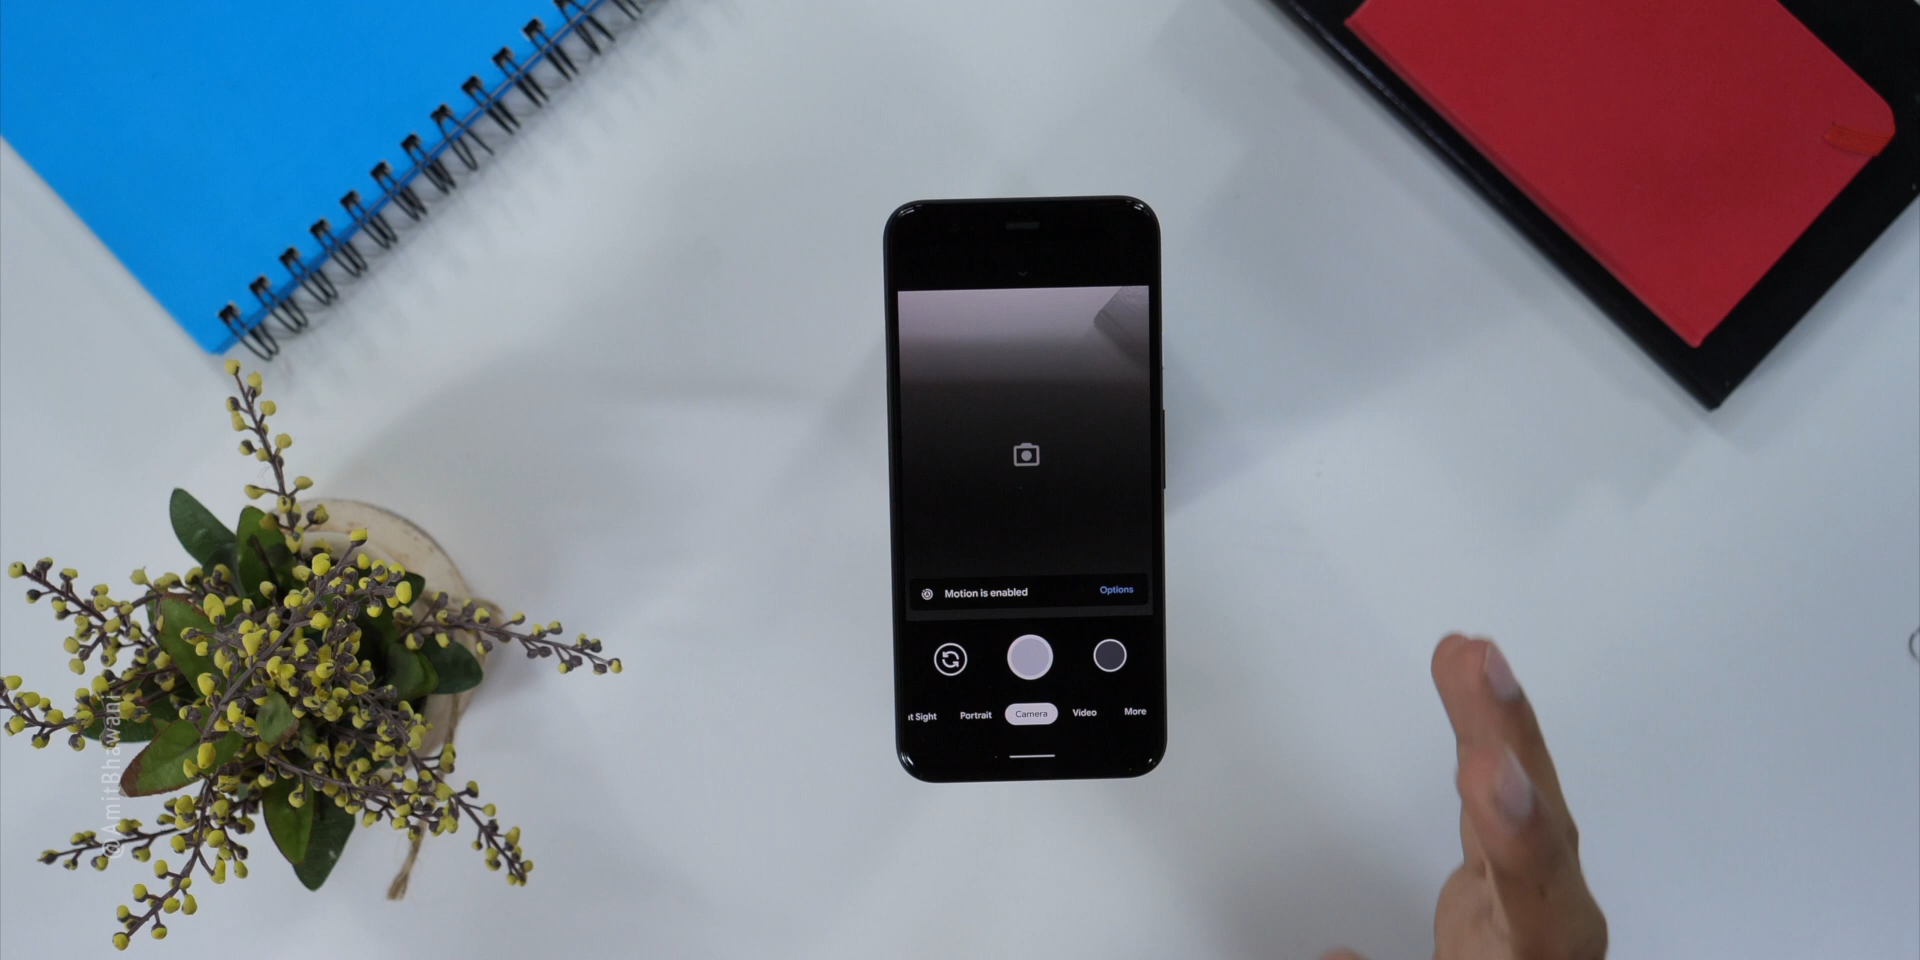 Motion is enabled
Options
t Sight
Portrait
Camera
Video
More
@AmitBhawani